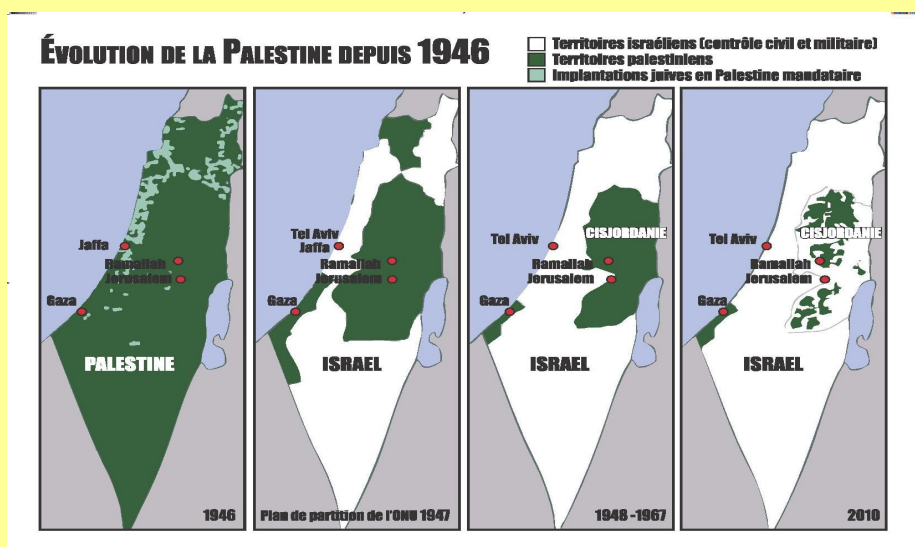 ÉVOLUTION DE LA PALESTINE DEPUIS 1946
Territoires israéliens (contrôle civil et militaire)
Territoires palestiniens
Implantations juives en Palestine mandataire
Jaffa
Ramallah
Jerusalem
Gaza
PALESTINE
1946
Tel Aviv
Jaffa
Ramallah
Jerusalem
Gaza
ISRAEL
Plan de partition de l'ONU 1947
CISJORDANIE
Tel Aviv
Ramallah
Jerusalem
Gaza
ISRAEL
1948 -1967
CISJORDANIE
Tel Aviv
Ramallah
Jerusalem
Gaza
ISRAEL
2010